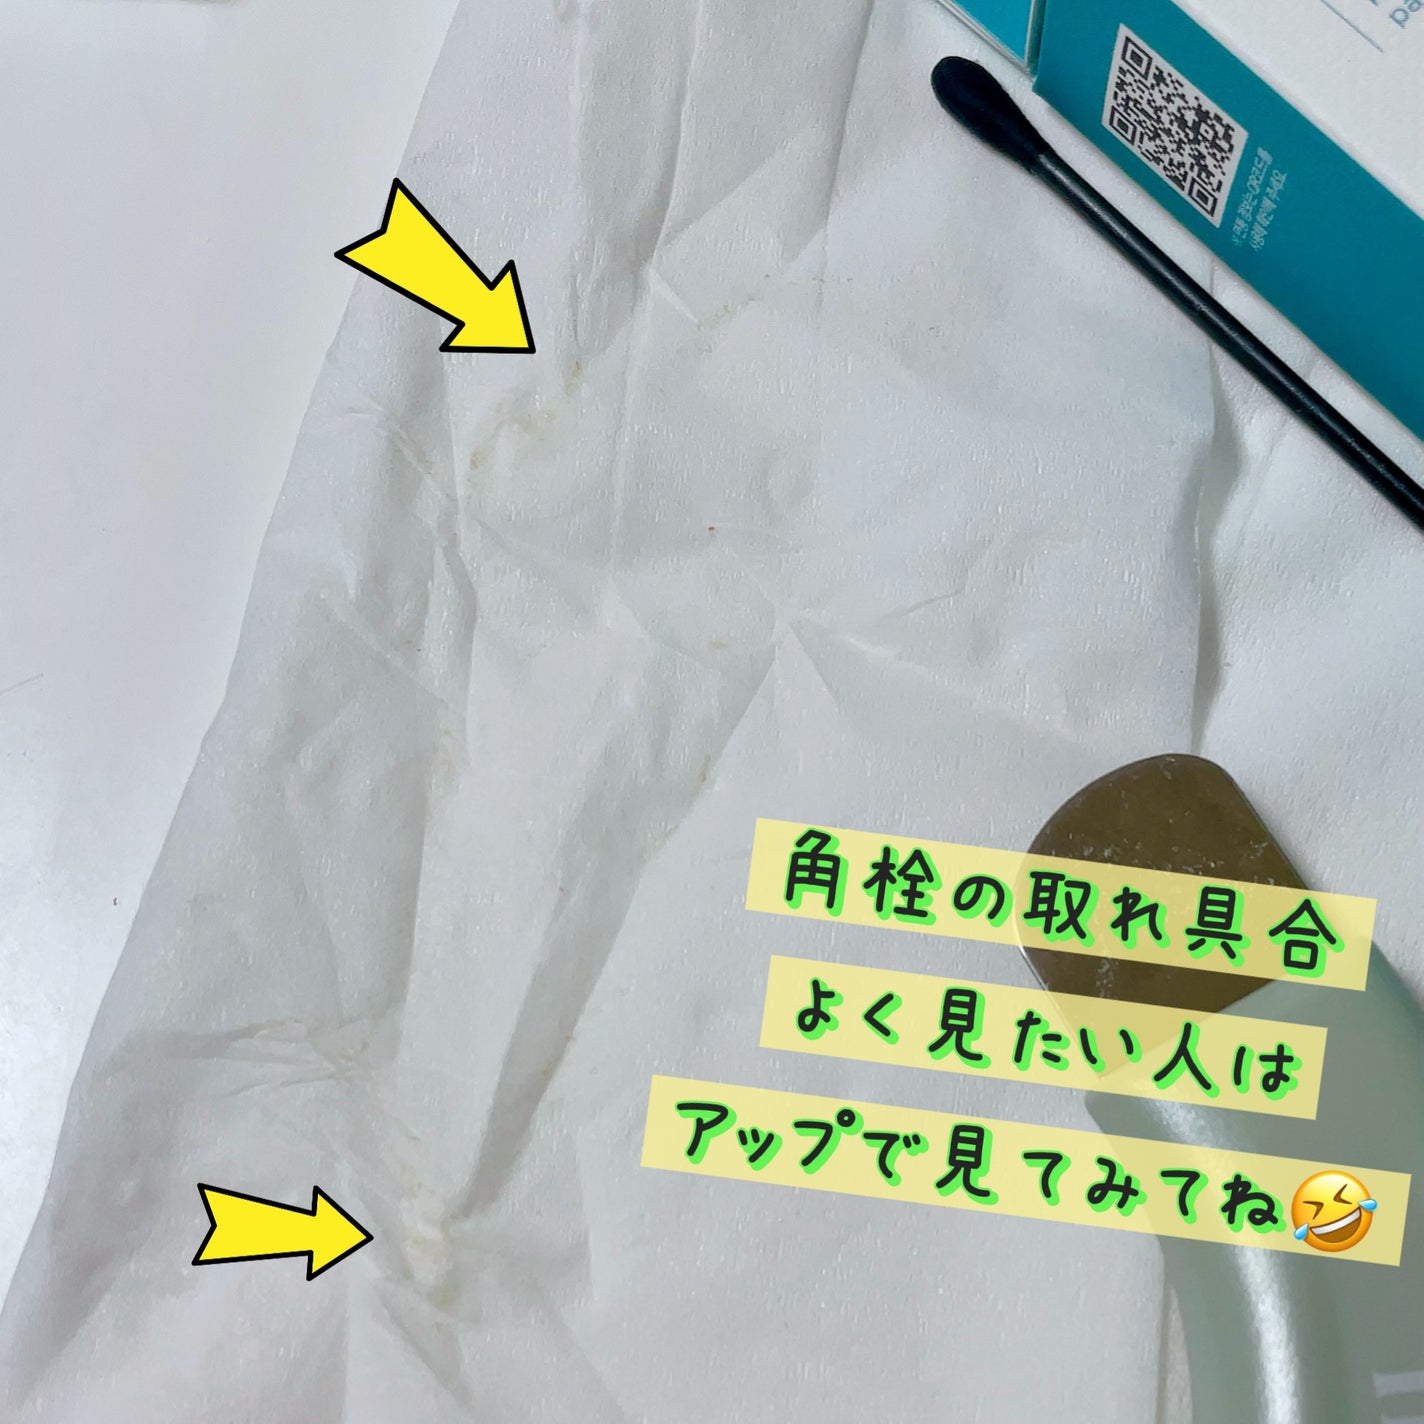 角栓の取れ具合
よく見たい人は
アップで見てみてね🤣